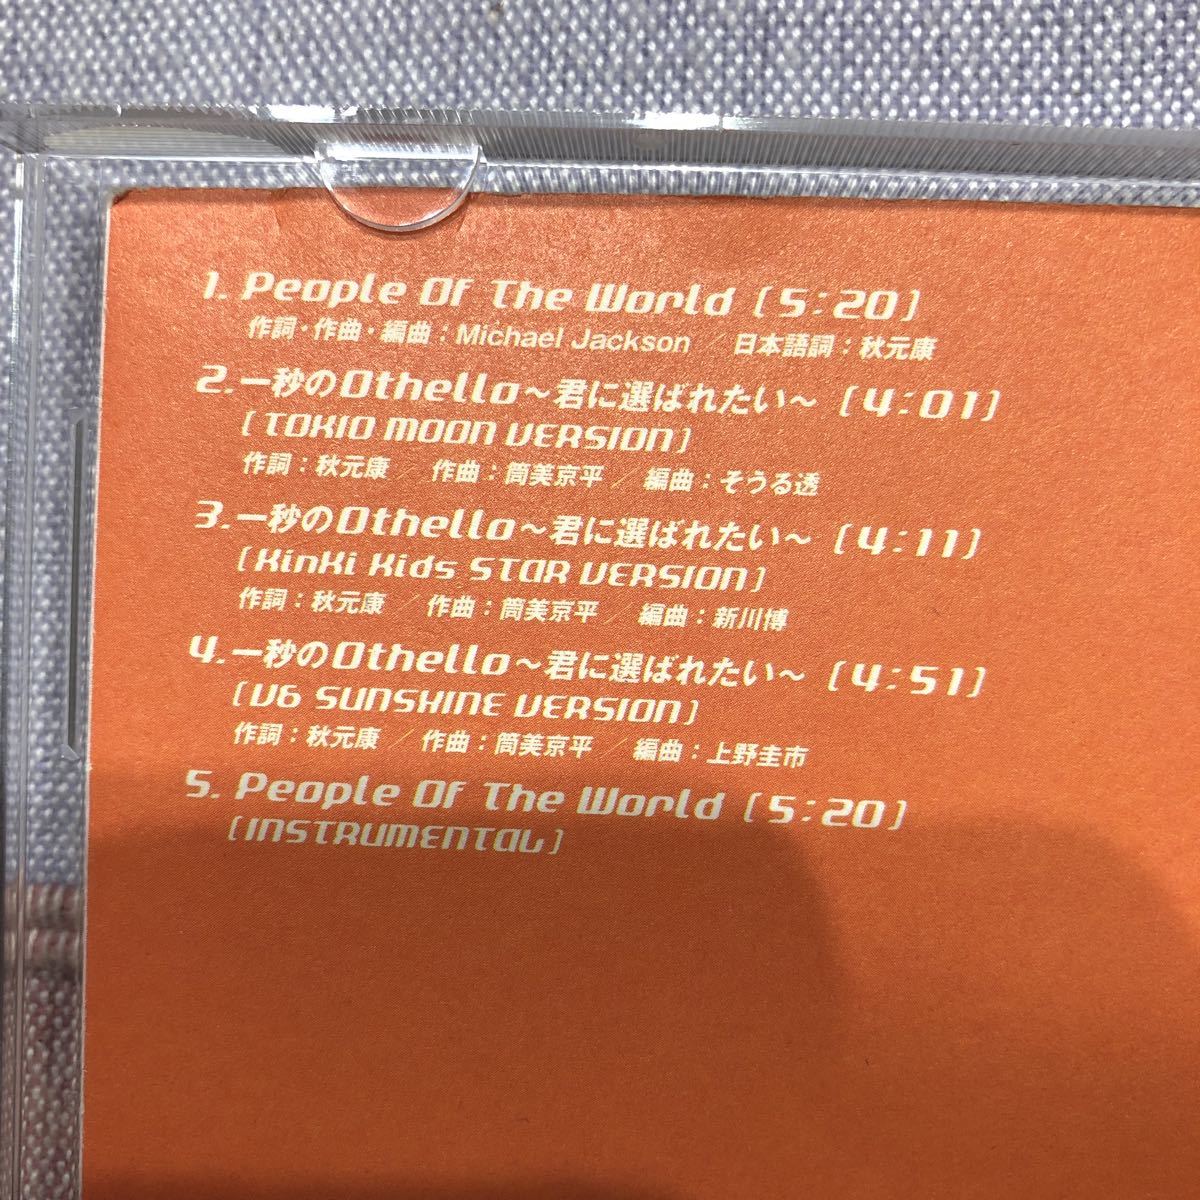 1. People Of The World [5:20]
作詞・作曲・編曲：Michael Jackson ／ 日本語詞：秋元康
2. 一秒のOthello～君に選ばれたい～ [4:01]
[TOKIO MOON VERSION]
作詞：秋元康 ／ 作曲：筒美京平 ／ 編曲：そうる透
3. 一秒のOthello～君に選ばれたい～ [4:11]
[KinKi Kids STAR VERSION]
作詞：秋元康 ／ 作曲：筒美京平 ／ 編曲：新川博
4. 一秒のOthello～君に選ばれたい～ [4:51]
[V6 SUNSHINE VERSION]
作詞：秋元康 ／ 作曲：筒美京平 ／ 編曲：上野圭市
5. People Of The World [5:20]
[INSTRUMENTAL]